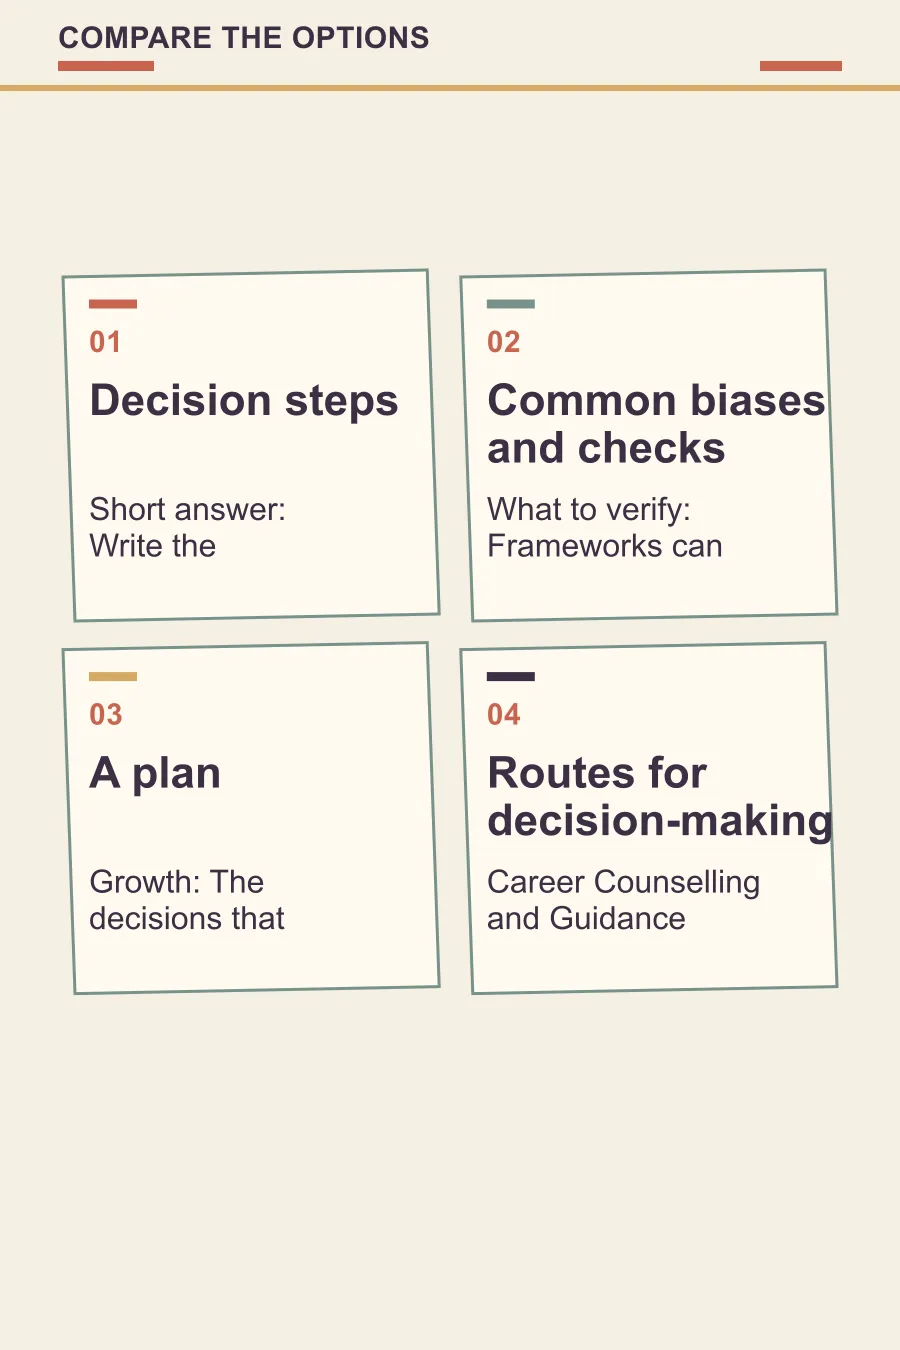 COMPARE THE OPTIONS
01
Decision steps
Short answer:
Write the
02
Common biases
and checks
What to verify:
Frameworks can
03
A plan
Growth: The
decisions that
04
Routes for
decision-making
Career Counselling
and Guidance